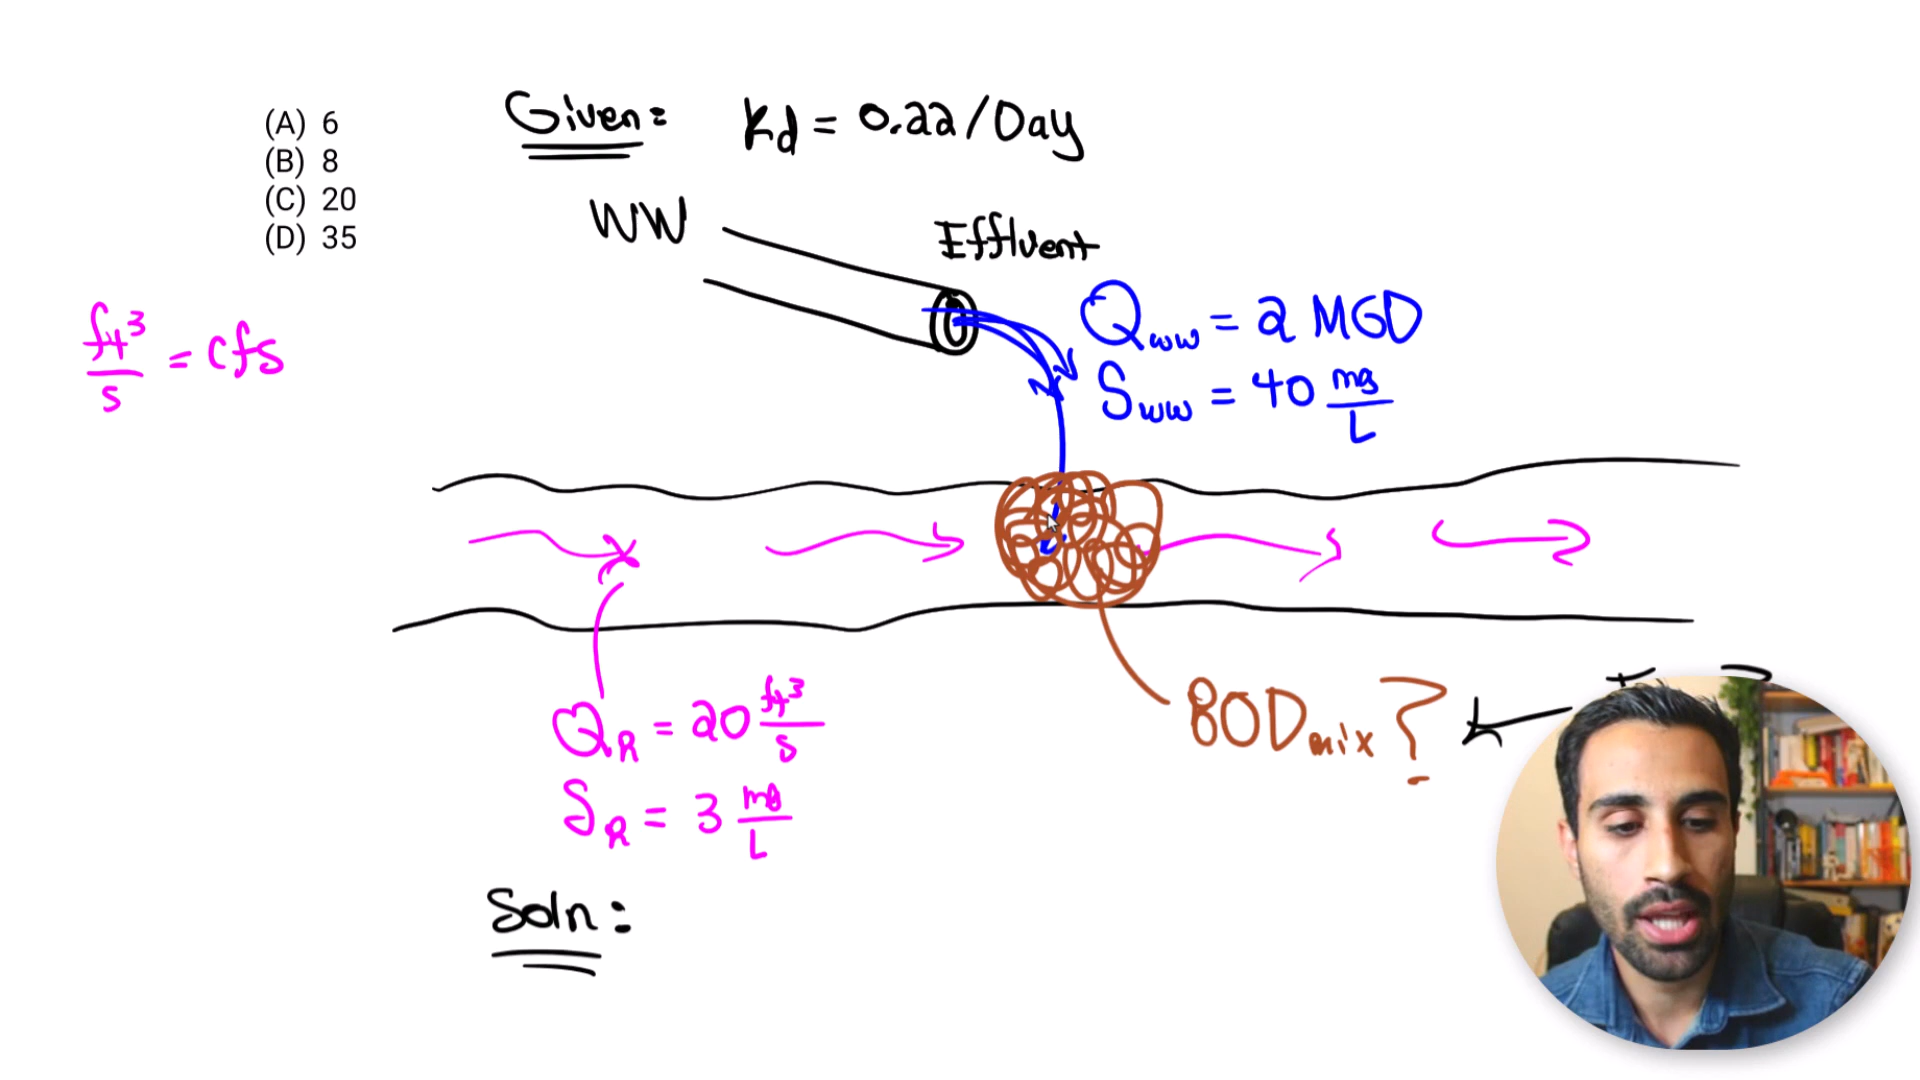 (A) 6
(B) 8
(C) 20
(D) 35
Given: Kd = 0.22/Day
WW
Effluent
Qww = 2 MGD
Sww = 40 mg/L
ft³/s = cfs
QR = 20 ft³/s
SR = 3 mg/L
BODmix?
Soln: